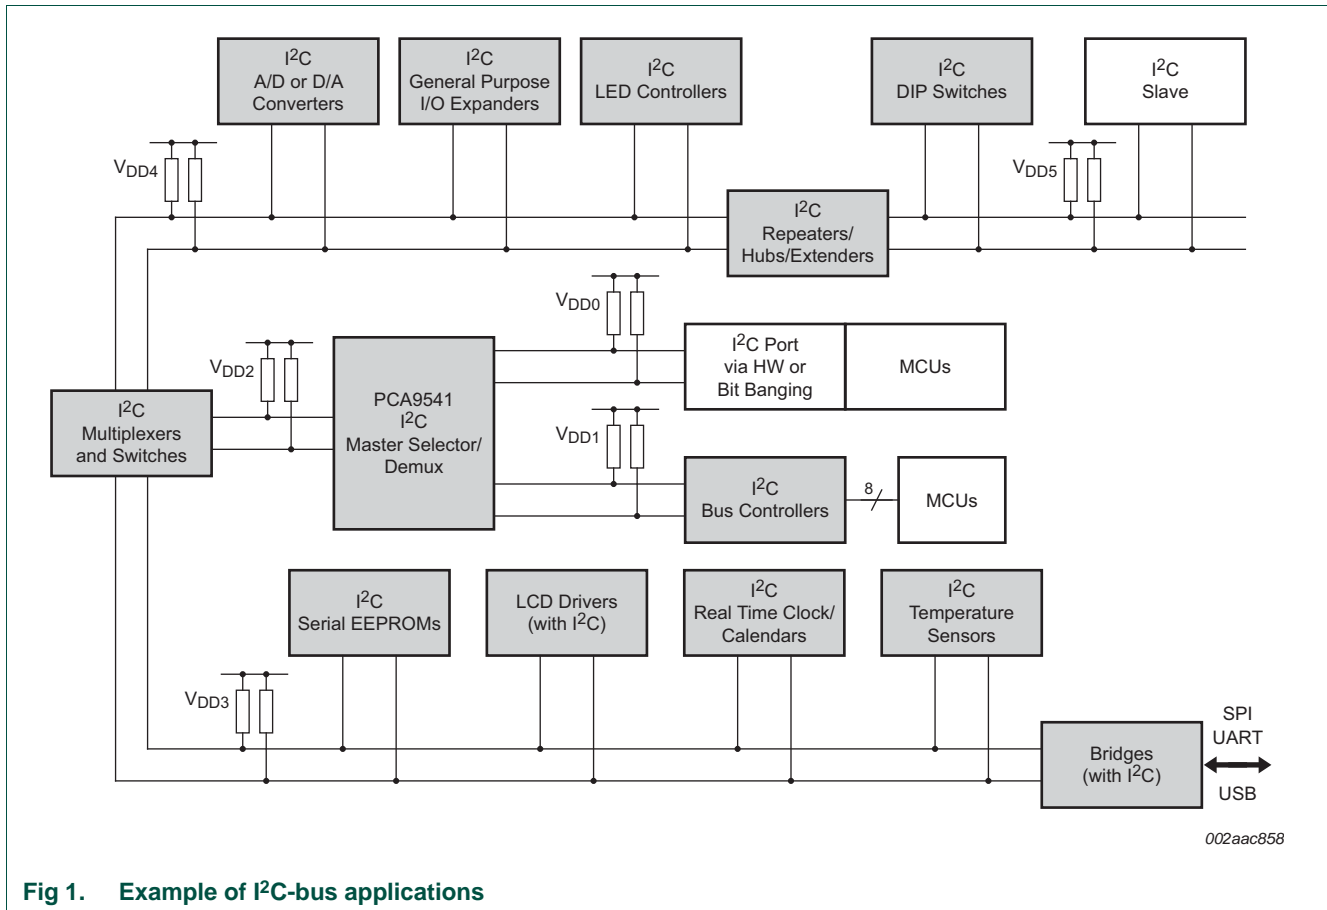 I²C
A/D or D/A
Converters
I²C
General Purpose
I/O Expanders
I²C
LED Controllers
I²C
DIP Switches
I²C
Slave
VDD4
VDD5
I²C
Repeaters/
Hubs/Extenders
VDD0
VDD2
I²C Port
via HW or
Bit Banging
MCUs
PCA9541
I²C
Master Selector/
Demux
I²C
Multiplexers
and Switches
VDD1
I²C
Bus Controllers
8
MCUs
I²C
Serial EEPROMs
LCD Drivers
(with I²C)
I²C
Real Time Clock/
Calendars
I²C
Temperature
Sensors
VDD3
Bridges
(with I²C)
SPI
UART
USB
002aac858
Fig 1. Example of I²C-bus applications